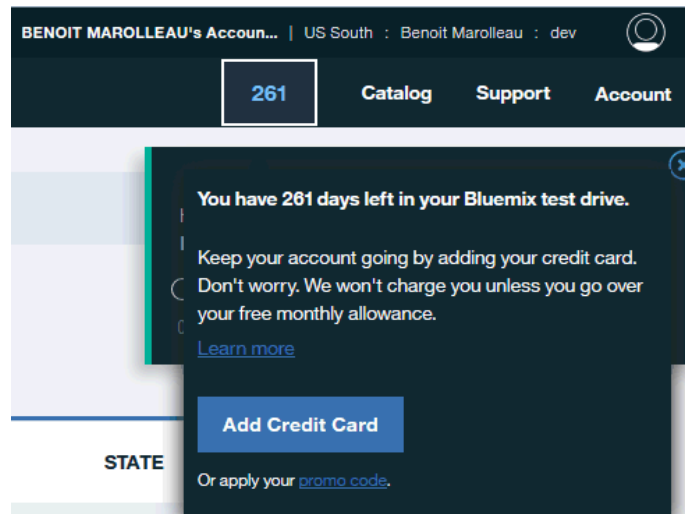 BENOIT MAROLLEAU's Accoun... | US South : Benoit Marolleau : dev
261 Catalog Support Account
You have 261 days left in your Bluemix test drive.
Keep your account going by adding your credit card.
Don't worry. We won't charge you unless you go over
your free monthly allowance.
Learn more
Add Credit Card
STATE
Or apply your promo code.